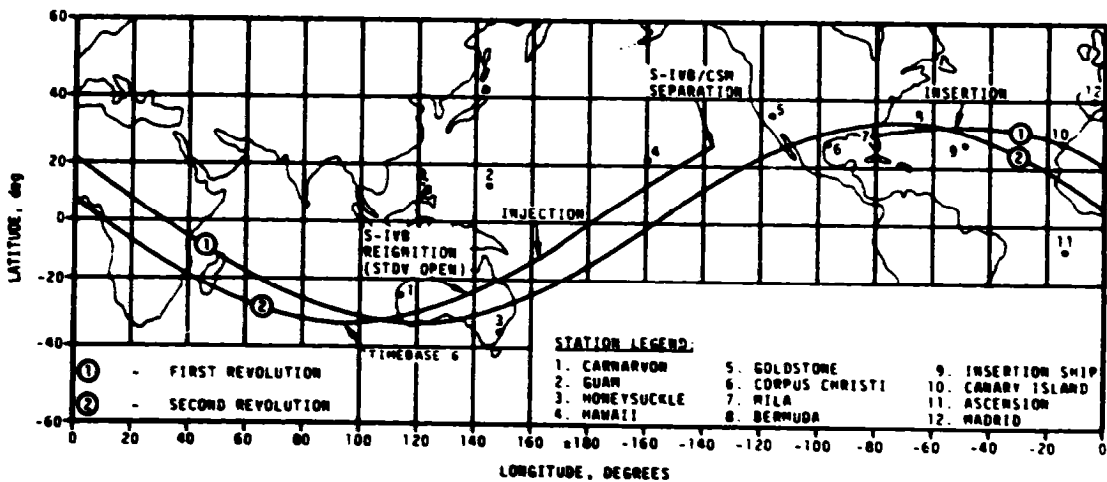 60
40
20
0
-20
-40
-60
LATITUDE, deg
S-IVB/CSM
SEPARATION
INSERTION
INJECTION
S-IVB
REIGNITION
(STDV OPEN)
TIMEBASE 6
1
2
3
4
5
6
7
9
10
11
12
1
2
1
2
1 - FIRST REVOLUTION
2 - SECOND REVOLUTION
STATION LEGEND:
1. CARNARVON
2. GUAM
3. HONEYSUCKLE
4. HAWAII
5. GOLDSTONE
6. CORPUS CHRISTI
7. MILA
8. BERMUDA
9. INSERTION SHIP
10. CANARY ISLAND
11. ASCENSION
12. MADRID
0 20 40 60 80 100 120 140 160 ±180 -160 -140 -120 -100 -80 -60 -40 -20 0
LONGITUDE, DEGREES